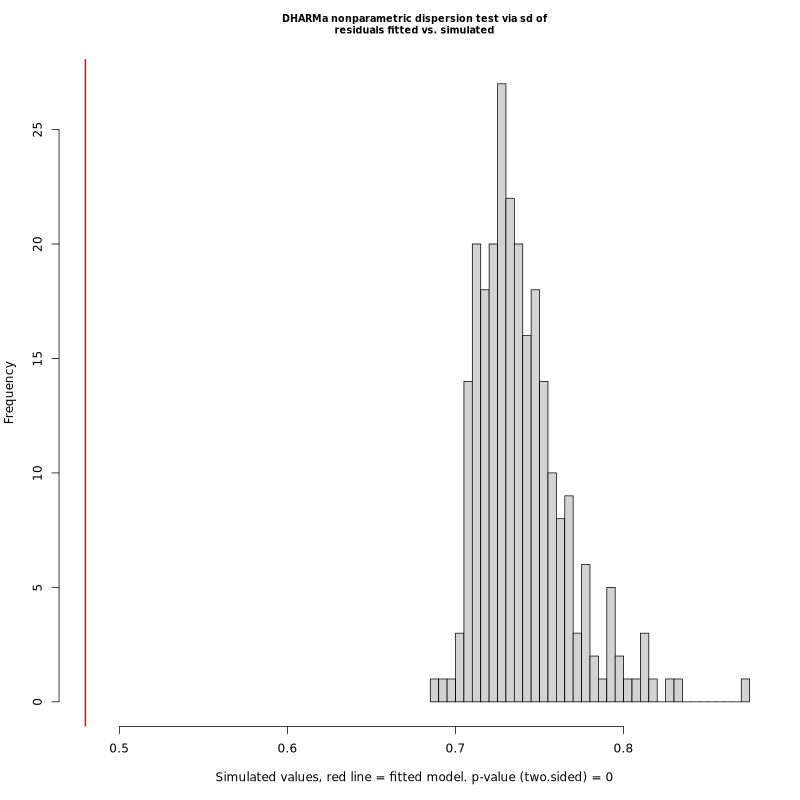 DHARMa nonparametric dispersion test via sd of
residuals fitted vs. simulated
Frequency
25
20
15
10
5
0
0.5 0.6 0.7 0.8
Simulated values, red line = fitted model. p-value (two.sided) = 0